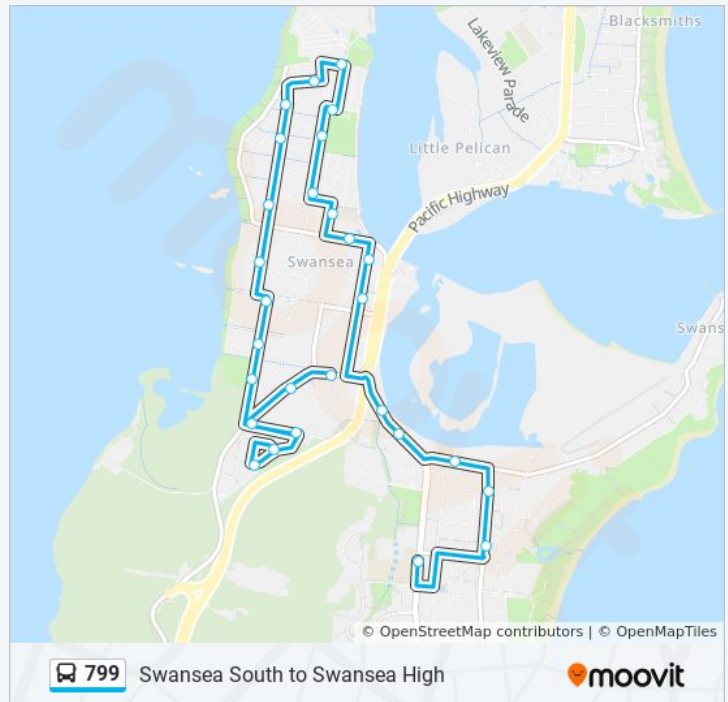 Blacksmiths
Lakeview Parade
Little Pelican
Pacific Highway
Swansea
Swans
© OpenStreetMap contributors | © OpenMapTiles
799
Swansea South to Swansea High
moovit